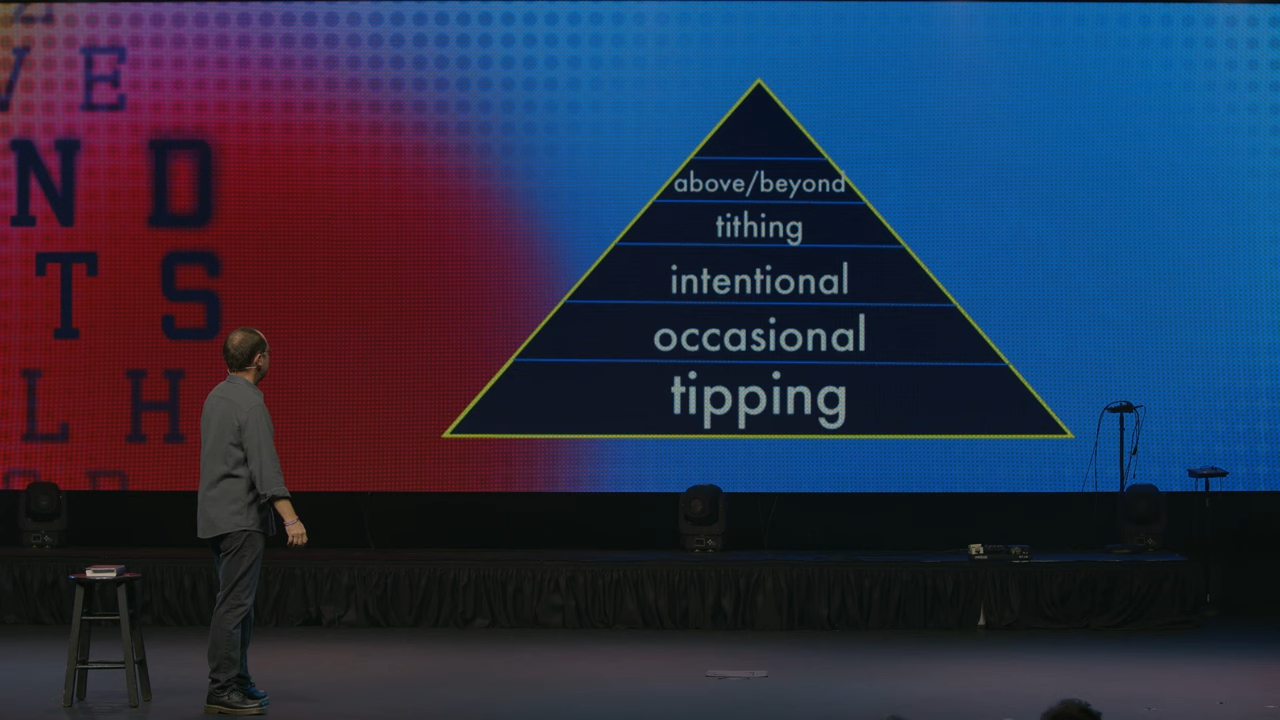 V E
N D
T S
L H
above/beyond
tithing
intentional
occasional
tipping